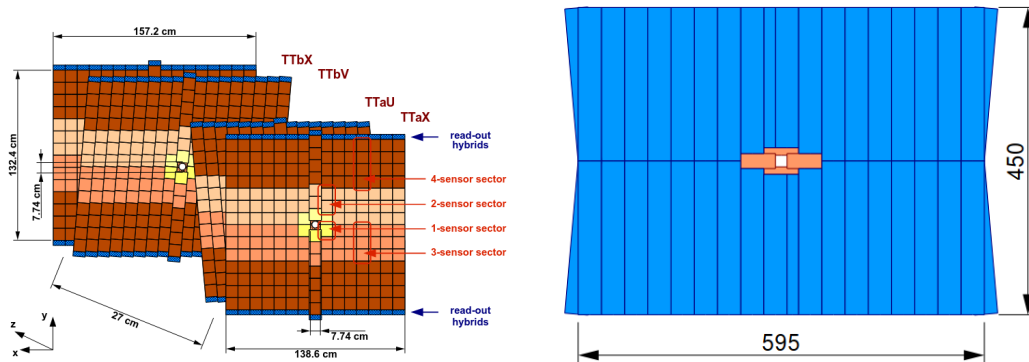 157.2 cm
TTbX
TTbV
TTaU
TTaX
read-out
hybrids
132.4 cm
7.74 cm
4-sensor sector
2-sensor sector
1-sensor sector
3-sensor sector
read-out
hybrids
27 cm
7.74 cm
138.6 cm
y
z
x
450
595